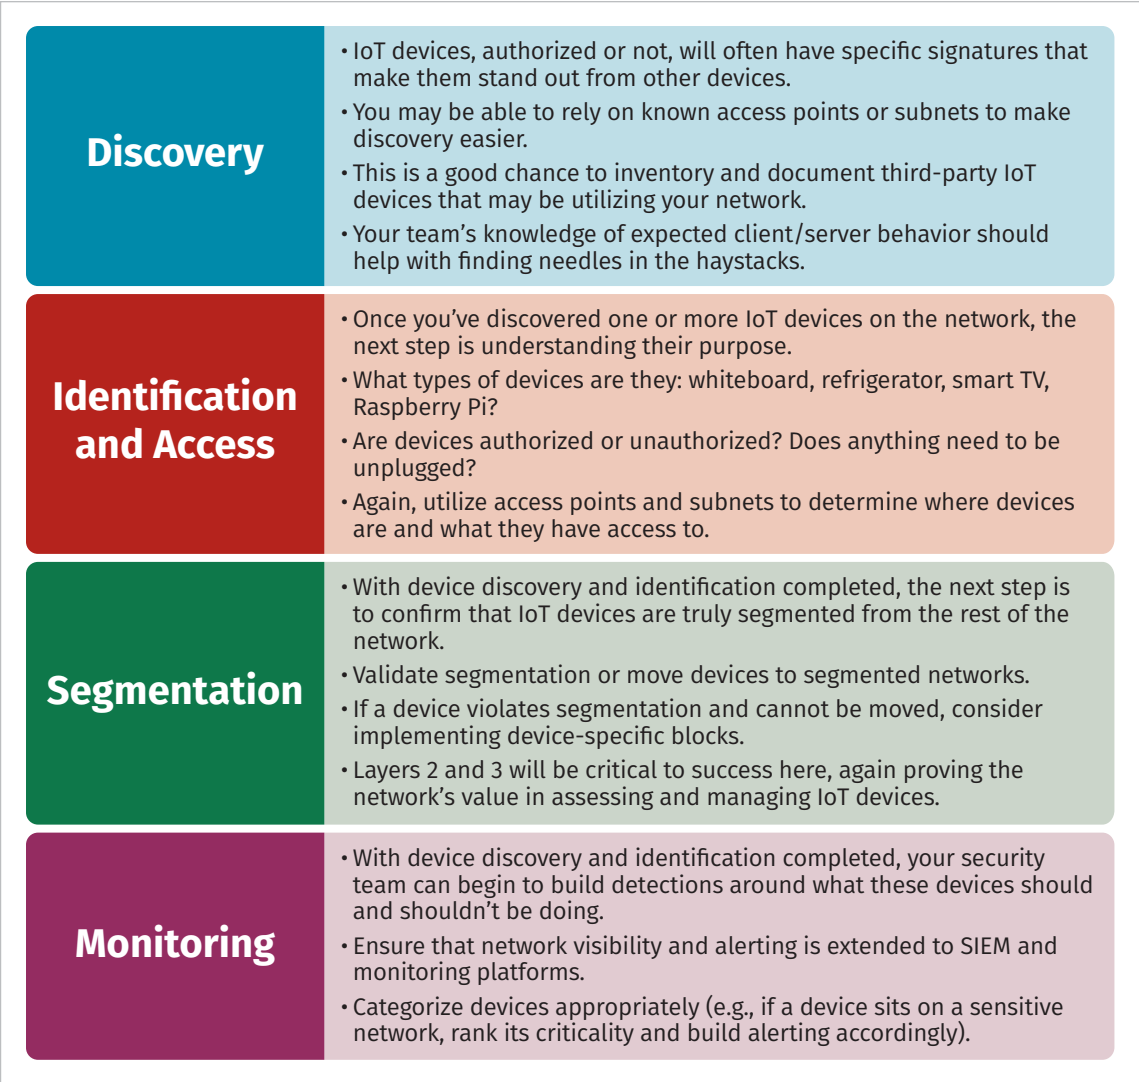 Discovery
• IoT devices, authorized or not, will often have specific signatures that
make them stand out from other devices.
• You may be able to rely on known access points or subnets to make
discovery easier.
• This is a good chance to inventory and document third-party IoT
devices that may be utilizing your network.
• Your team’s knowledge of expected client/server behavior should
help with finding needles in the haystacks.
Identification
and Access
• Once you’ve discovered one or more IoT devices on the network, the
next step is understanding their purpose.
• What types of devices are they: whiteboard, refrigerator, smart TV,
Raspberry Pi?
• Are devices authorized or unauthorized? Does anything need to be
unplugged?
• Again, utilize access points and subnets to determine where devices
are and what they have access to.
Segmentation
• With device discovery and identification completed, the next step is
to confirm that IoT devices are truly segmented from the rest of the
network.
• Validate segmentation or move devices to segmented networks.
• If a device violates segmentation and cannot be moved, consider
implementing device-specific blocks.
• Layers 2 and 3 will be critical to success here, again proving the
network’s value in assessing and managing IoT devices.
Monitoring
• With device discovery and identification completed, your security
team can begin to build detections around what these devices should
and shouldn’t be doing.
• Ensure that network visibility and alerting is extended to SIEM and
monitoring platforms.
• Categorize devices appropriately (e.g., if a device sits on a sensitive
network, rank its criticality and build alerting accordingly).